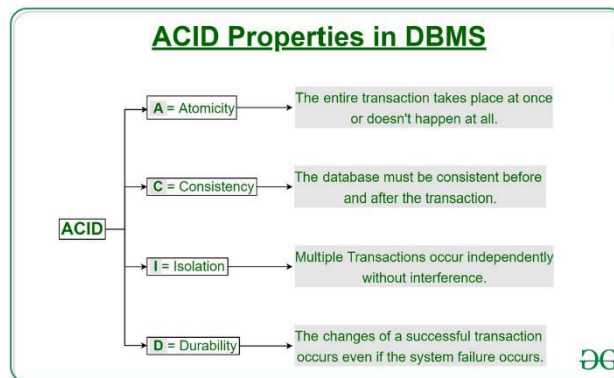 ACID Properties in DBMS
A = Atomicity
The entire transaction takes place at once
or doesn't happen at all.
C = Consistency
The database must be consistent before
and after the transaction.
ACID
I = Isolation
Multiple Transactions occur independently
without interference.
D = Durability
The changes of a successful transaction
occurs even if the system failure occurs.